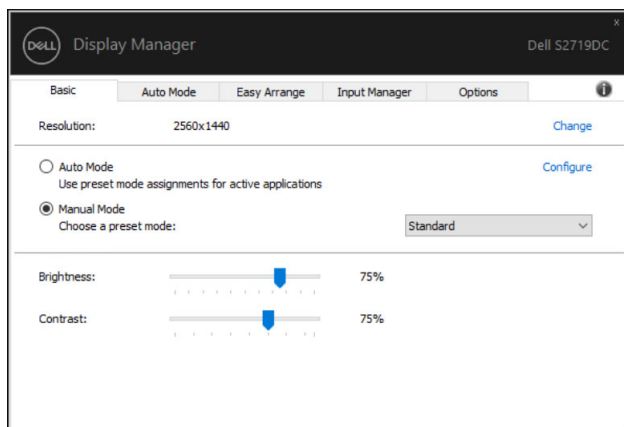 x
DELL Display Manager Dell S2719DC
Basic Auto Mode Easy Arrange Input Manager Options i
Resolution: 2560x1440 Change
Auto Mode Configure
Use preset mode assignments for active applications
Manual Mode
Choose a preset mode: Standard
Brightness: 75%
Contrast: 75%